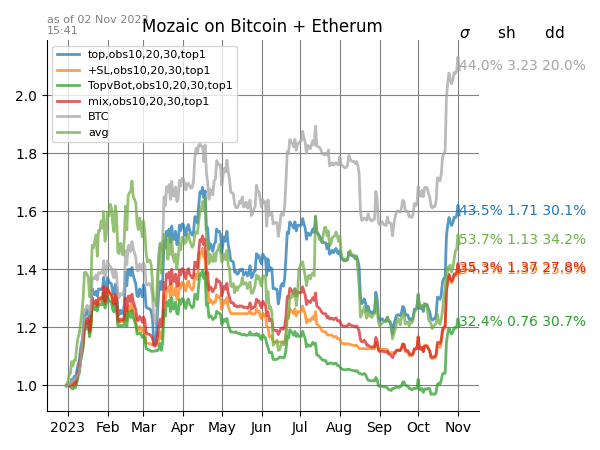 as of 02 Nov 2023
15:41
Mozaic on Bitcoin + Etherum
σ sh dd
top,obs10,20,30,top1
+SL,obs10,20,30,top1
TopvBot,obs10,20,30,top1
mix,obs10,20,30,top1
BTC
avg
44.0% 3.23 20.0%
43.5% 1.71 30.1%
53.7% 1.13 34.2%
35.3% 1.37 27.9%
32.4% 0.76 30.7%
2.0
1.8
1.6
1.4
1.2
1.0
2023 Feb Mar Apr May Jun Jul Aug Sep Oct Nov